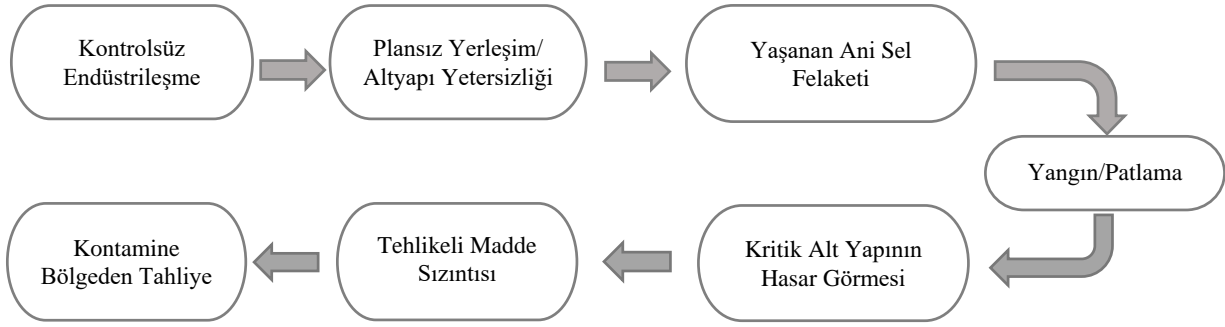 Kontrolsüz
Endüstrileşme
Plansız Yerleşim/
Altyapı Yetersizliği
Yaşanan Ani Sel
Felaketi
Yangın/Patlama
Kritik Alt Yapının
Hasar Görmesi
Tehlikeli Madde
Sızıntısı
Kontamine
Bölgeden Tahliye